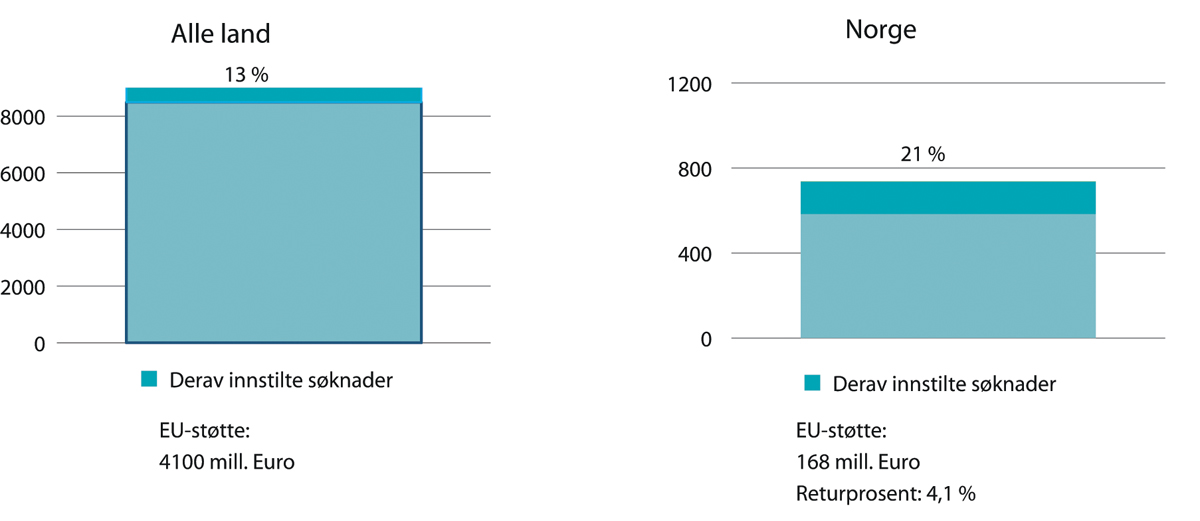 Alle land
13 %
8000
6000
4000
2000
0
Derav innstilte søknader
EU-støtte:
4100 mill. Euro
Norge
1200
21 %
800
400
0
Derav innstilte søknader
EU-støtte:
168 mill. Euro
Returprosent: 4,1 %